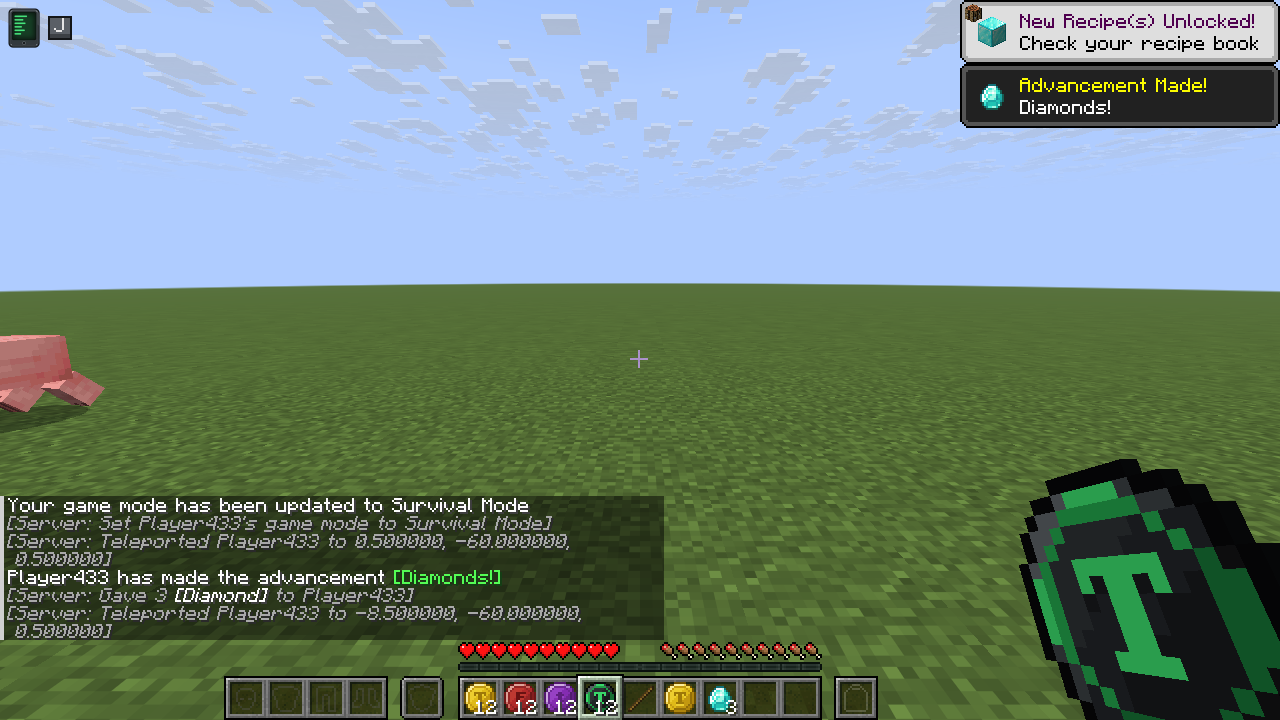 J
New Recipe(s) Unlocked!
Check your recipe book
Advancement Made!
Diamonds!
Your game mode has been updated to Survival Mode
[Server: Set Player433's game mode to Survival Mode]
[Server: Teleported Player433 to 0.500000, -60.000000,
0.500000]
Player433 has made the advancement [Diamonds!]
[Server: Gave 3 [Diamond] to Player433]
[Server: Teleported Player433 to -8.500000, -60.000000,
0.500000]
T
12 12 12 12 3